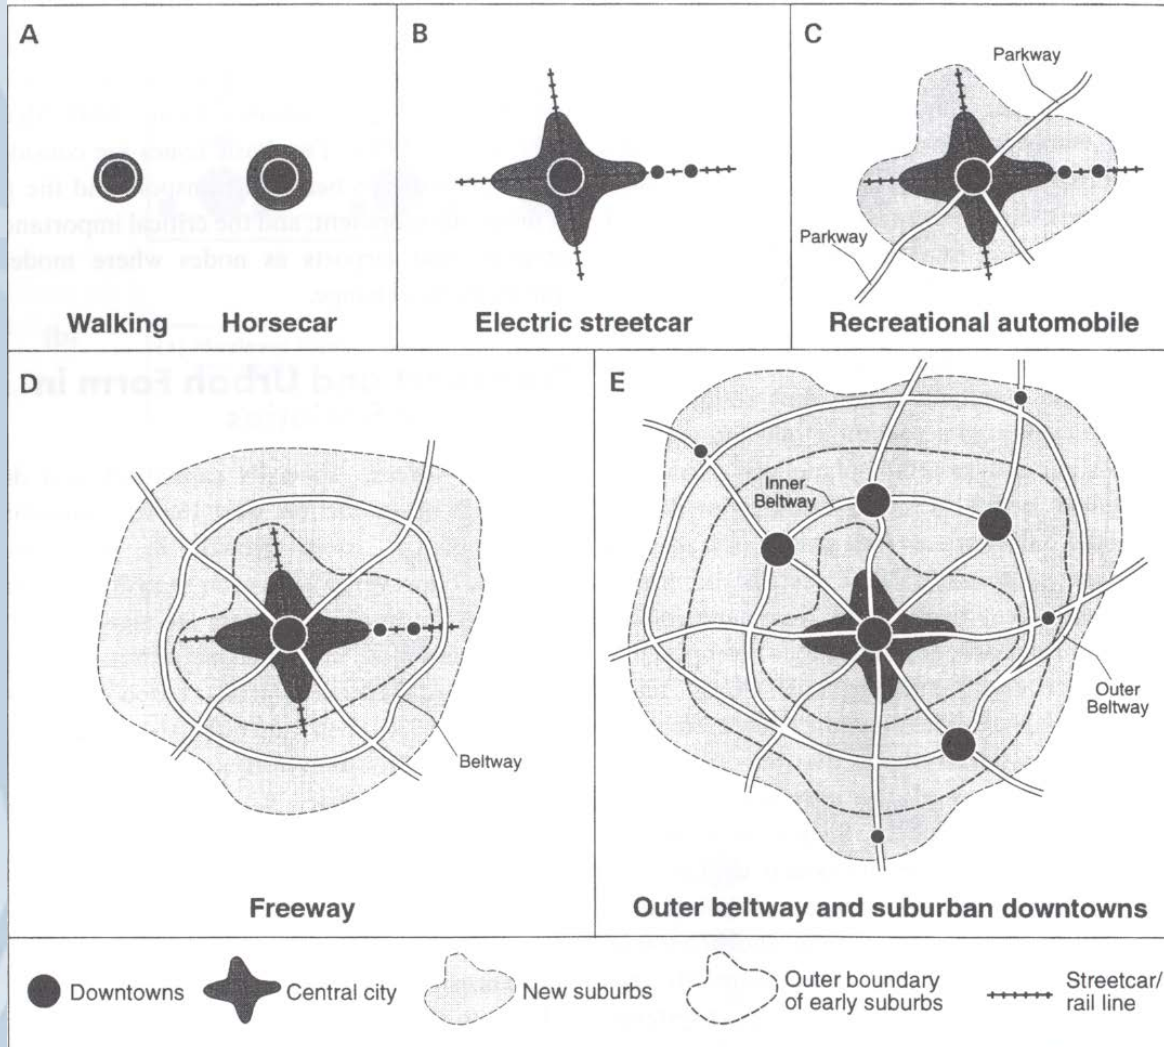 A
Walking
Horsecar
B
Electric streetcar
C
Parkway
Parkway
Recreational automobile
D
Beltway
Freeway
E
Inner
Beltway
Outer
Beltway
Outer beltway and suburban downtowns
Downtowns
Central city
New suburbs
Outer boundary
of early suburbs
Streetcar/
rail line